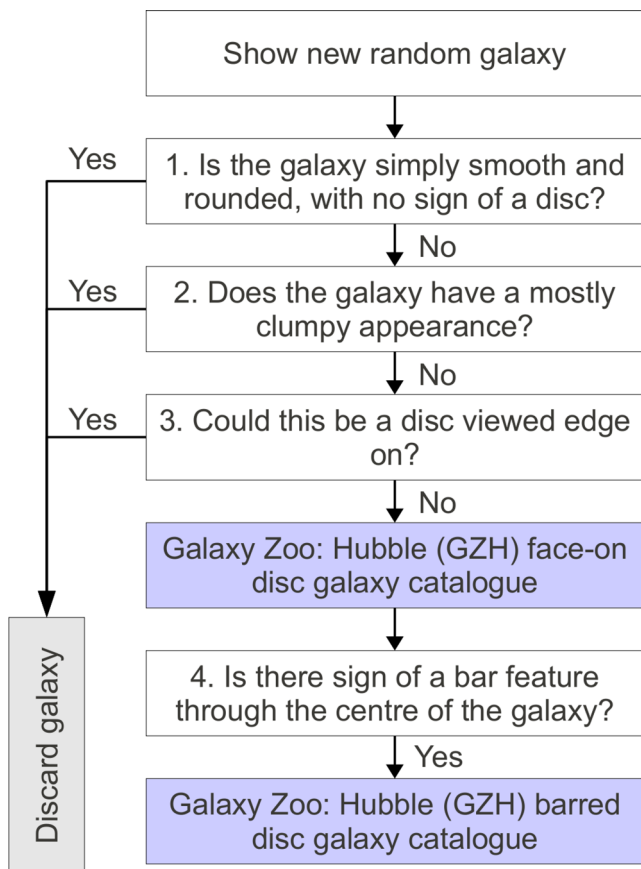 Show new random galaxy
Yes
1. Is the galaxy simply smooth and
rounded, with no sign of a disc?
No
Yes
2. Does the galaxy have a mostly
clumpy appearance?
No
Yes
3. Could this be a disc viewed edge
on?
No
Galaxy Zoo: Hubble (GZH) face-on
disc galaxy catalogue
4. Is there sign of a bar feature
through the centre of the galaxy?
Yes
Galaxy Zoo: Hubble (GZH) barred
disc galaxy catalogue
Discard galaxy